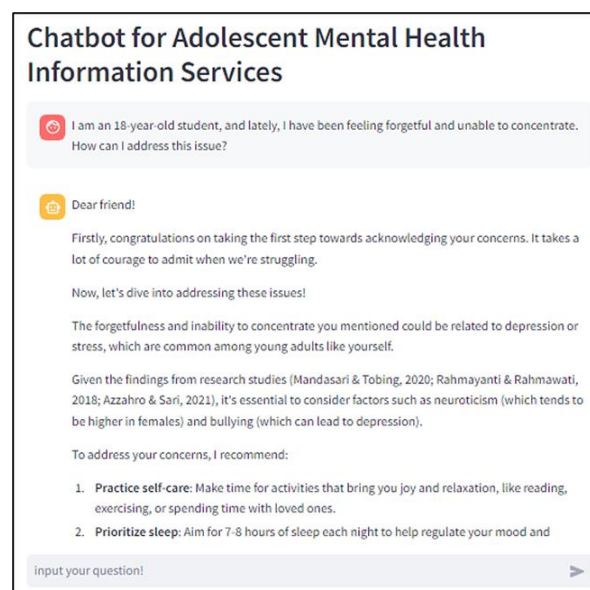 Chatbot for Adolescent Mental Health
Information Services
I am an 18-year-old student, and lately, I have been feeling forgetful and unable to concentrate.
How can I address this issue?
Dear friend!
Firstly, congratulations on taking the first step towards acknowledging your concerns. It takes a
lot of courage to admit when we're struggling.
Now, let's dive into addressing these issues!
The forgetfulness and inability to concentrate you mentioned could be related to depression or
stress, which are common among young adults like yourself.
Given the findings from research studies (Mandasari & Tobing, 2020; Rahmayanti & Rahmawati,
2018; Azzahro & Sari, 2021), it's essential to consider factors such as neuroticism (which tends to
be higher in females) and bullying (which can lead to depression).
To address your concerns, I recommend:
1. Practice self-care: Make time for activities that bring you joy and relaxation, like reading,
exercising, or spending time with loved ones.
2. Prioritize sleep: Aim for 7-8 hours of sleep each night to help regulate your mood and
input your question!